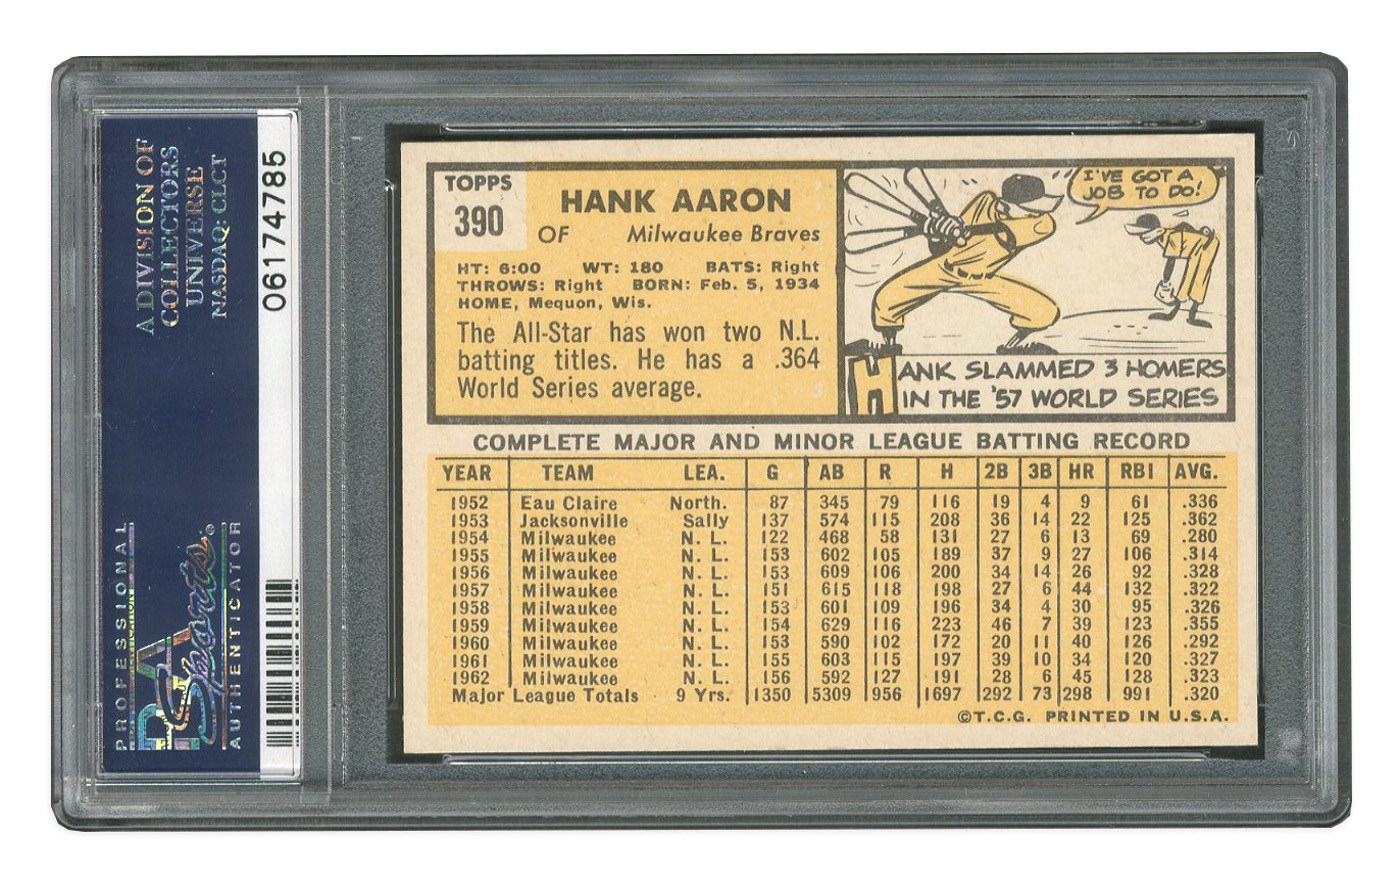 A DIVISION OF
COLLECTORS
UNIVERSE
NASDAQ: CLCT
06174785
PROFESSIONAL
PSA
Sports
AUTHENTICATOR
TOPPS
390
HANK AARON
OF Milwaukee Braves
HT: 6:00 WT: 180 BATS: Right
THROWS: Right BORN: Feb. 5, 1934
HOME, Mequon, Wis.
The All-Star has won two N.L.
batting titles. He has a .364
World Series average.
I'VE GOT A
JOB TO DO!
HANK SLAMMED 3 HOMERS
IN THE '57 WORLD SERIES
COMPLETE MAJOR AND MINOR LEAGUE BATTING RECORD
YEAR TEAM LEA. G AB R H 2B 3B HR RBI AVG.
1952 Eau Claire North. 87 345 79 116 19 4 9 61 .336
1953 Jacksonville Sally 137 574 115 208 36 14 22 125 .362
1954 Milwaukee N. L. 122 468 58 131 27 6 13 69 .280
1955 Milwaukee N. L. 153 602 105 189 37 9 27 106 .314
1956 Milwaukee N. L. 153 609 106 200 34 14 26 92 .328
1957 Milwaukee N. L. 151 615 118 198 27 6 44 132 .322
1958 Milwaukee N. L. 153 601 109 196 34 4 30 95 .326
1959 Milwaukee N. L. 154 629 116 223 46 7 39 123 .355
1960 Milwaukee N. L. 153 590 102 172 20 11 40 126 .292
1961 Milwaukee N. L. 155 603 115 197 39 10 34 120 .327
1962 Milwaukee N. L. 156 592 127 191 28 6 45 128 .323
Major League Totals 9 Yrs. 1350 5309 956 1697 292 73 298 991 .320
©T.C.G. PRINTED IN U.S.A.